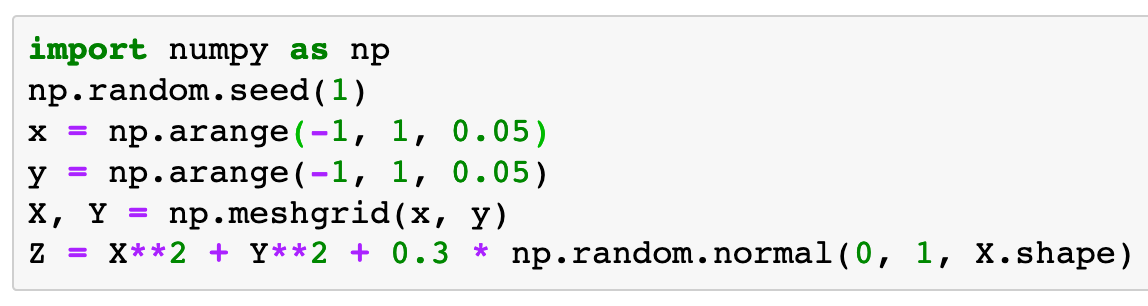 import numpy as np
np.random.seed(1)
x = np.arange(-1, 1, 0.05)
y = np.arange(-1, 1, 0.05)
X, Y = np.meshgrid(x, y)
Z = X**2 + Y**2 + 0.3 * np.random.normal(0, 1, X.shape)